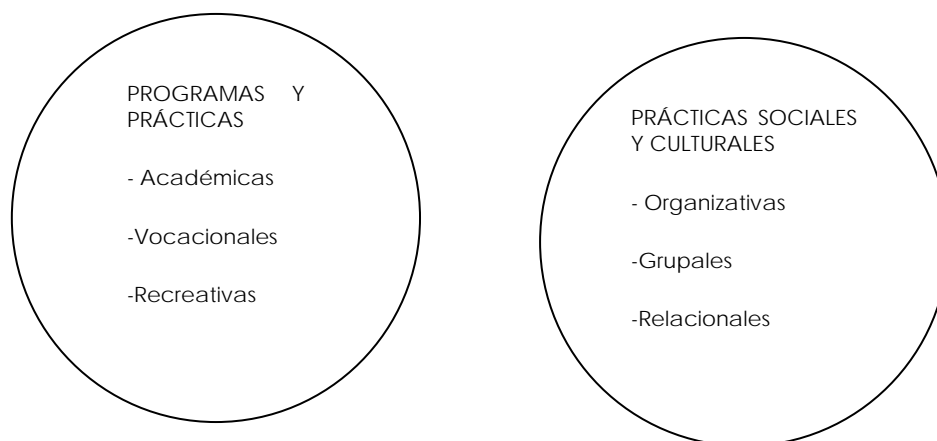 PROGRAMAS Y
PRÁCTICAS
- Académicas
-Vocacionales
-Recreativas
PRÁCTICAS SOCIALES
Y CULTURALES
- Organizativas
-Grupales
-Relacionales